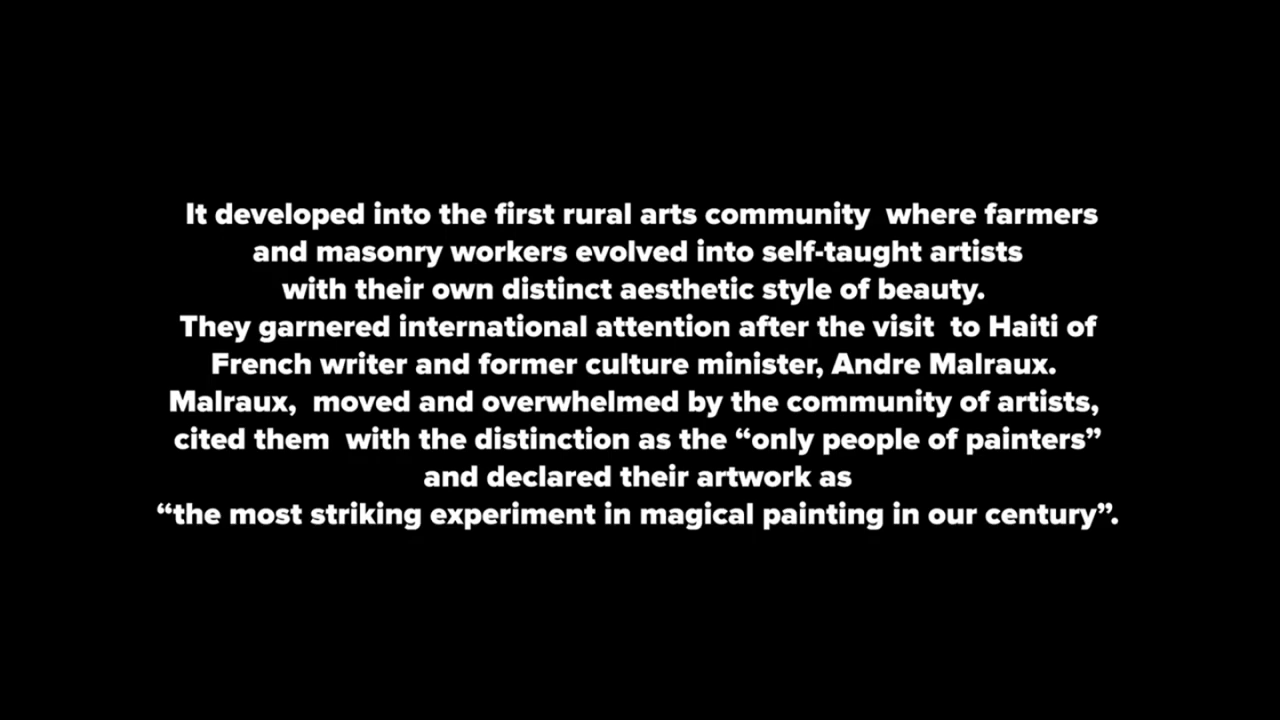 It developed into the first rural arts community  where farmers
and masonry workers evolved into self-taught artists
with their own distinct aesthetic style of beauty.
They garnered international attention after the visit  to Haiti of
French writer and former culture minister, Andre Malraux.
Malraux,  moved and overwhelmed by the community of artists,
cited them  with the distinction as the “only people of painters”
and declared their artwork as
“the most striking experiment in magical painting in our century”.